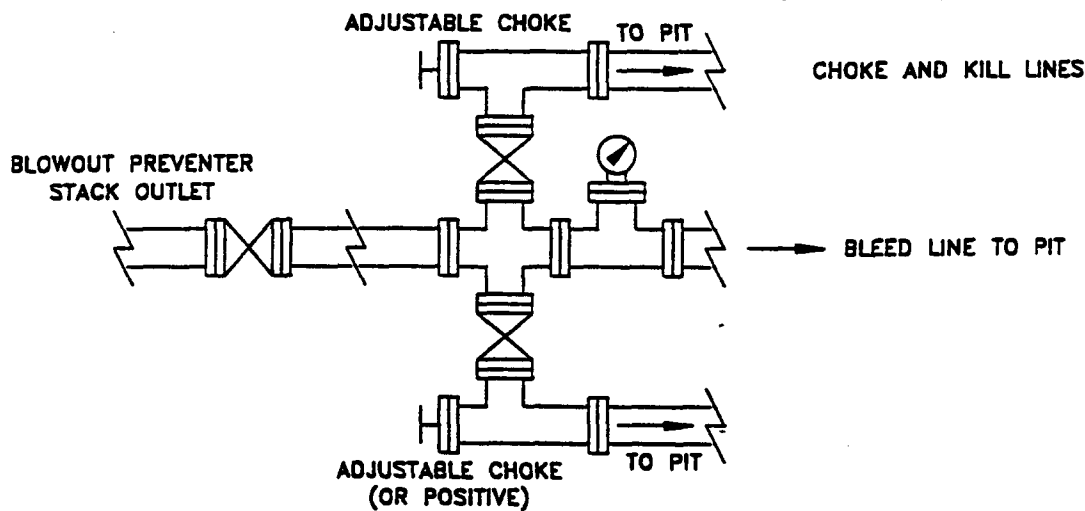 ADJUSTABLE CHOKE
TO PIT
CHOKE AND KILL LINES
BLOWOUT PREVENTER
STACK OUTLET
BLEED LINE TO PIT
ADJUSTABLE CHOKE
(OR POSITIVE)
TO PIT